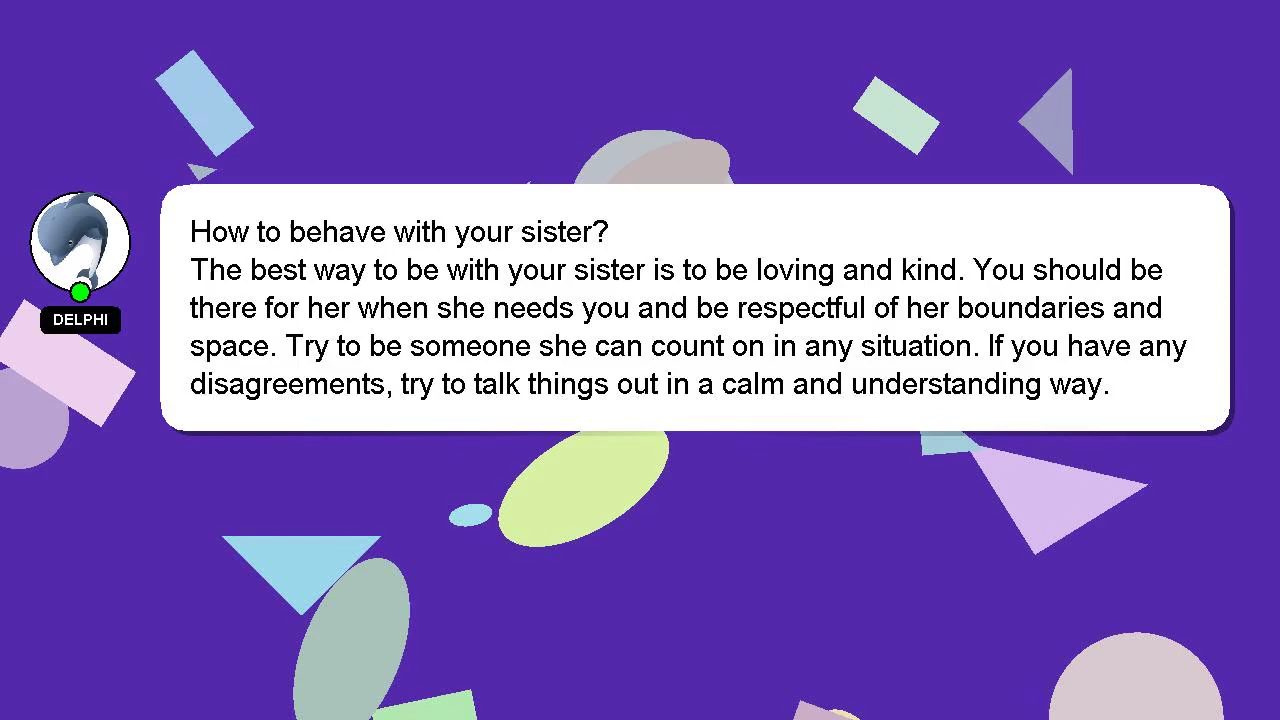 How to behave with your sister?
The best way to be with your sister is to be loving and kind. You should be
there for her when she needs you and be respectful of her boundaries and
space. Try to be someone she can count on in any situation. If you have any
disagreements, try to talk things out in a calm and understanding way.
DELPHI